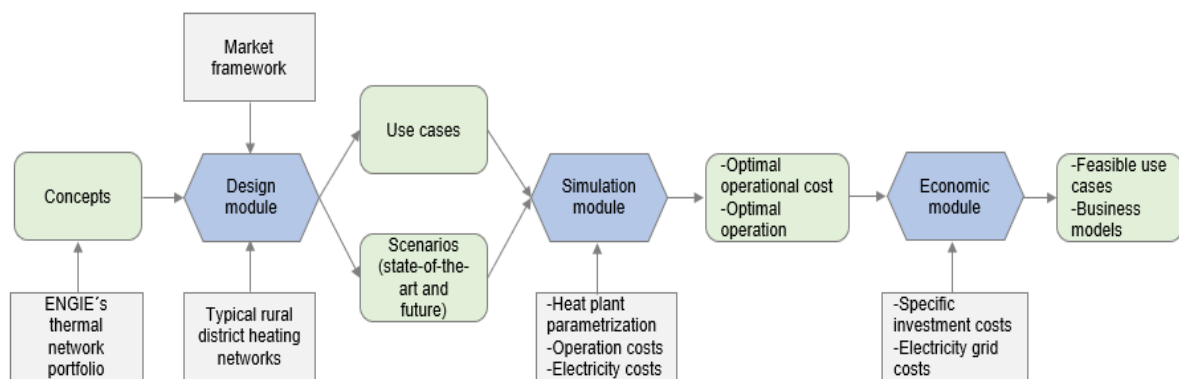 Market
framework
Concepts
ENGIE´s
thermal
network
portfolio
Design
module
Typical rural
district heating
networks
Use cases
Scenarios
(state-of-the-
art and
future)
Simulation
module
-Heat plant
parametrization
-Operation costs
-Electricity costs
-Optimal
operational cost
-Optimal
operation
Economic
module
-Specific
investment costs
-Electricity grid
costs
-Feasible use
cases
-Business
models